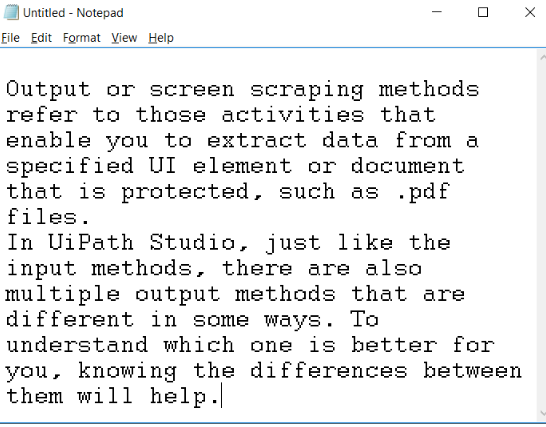 Untitled - Notepad
File Edit Format View Help
Output or screen scraping methods
refer to those activities that
enable you to extract data from a
specified UI element or document
that is protected, such as .pdf
files.
In UiPath Studio, just like the
input methods, there are also
multiple output methods that are
different in some ways. To
understand which one is better for
you, knowing the differences between
them will help.